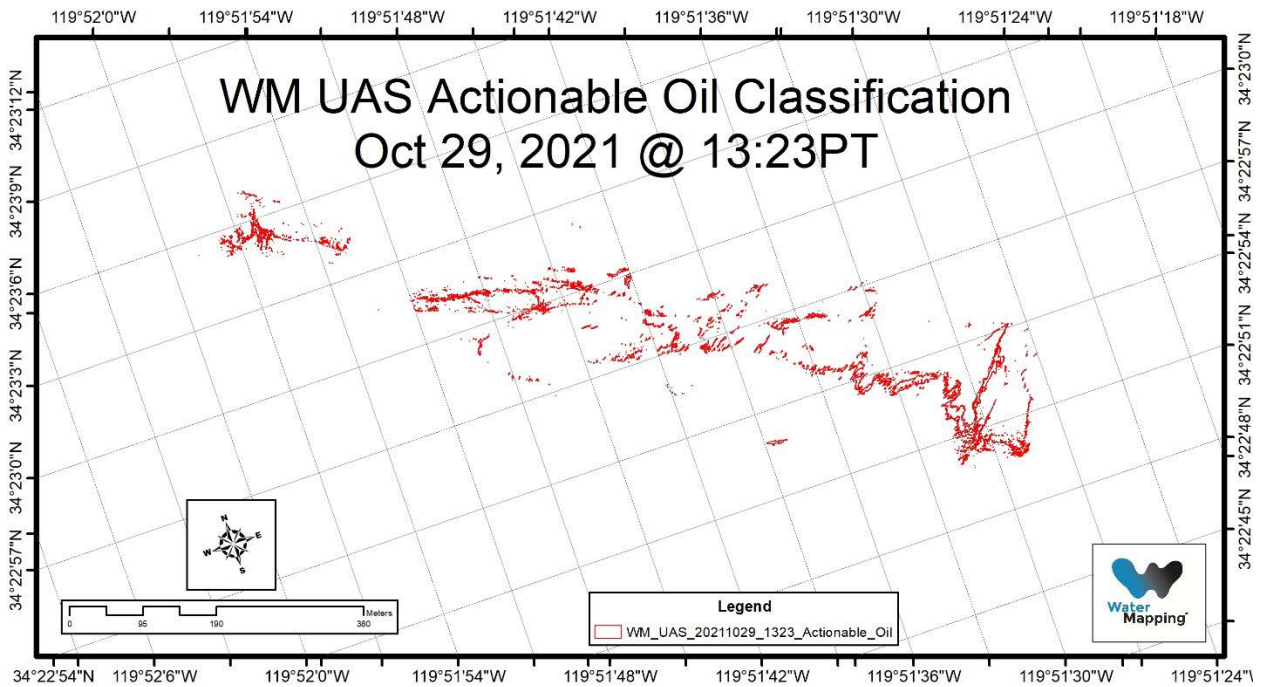 119°52'0"W 119°51'54"W 119°51'48"W 119°51'42"W 119°51'36"W 119°51'30"W 119°51'24"W 119°51'18"W
WM UAS Actionable Oil Classification
Oct 29, 2021 @ 13:23PT
34°23'12"N
34°23'9"N
34°23'6"N
34°23'3"N
34°23'0"N
34°22'57"N
34°23'0"N
34°22'57"N
34°22'54"N
34°22'51"N
34°22'48"N
34°22'45"N
N
E
W
S
Meters
0 95 190 380
Legend
WM_UAS_20211029_1323_Actionable_Oil
Water
Mapping
34°22'54"N 119°52'6"W 119°52'0"W 119°51'54"W 119°51'48"W 119°51'42"W 119°51'36"W 119°51'30"W 119°51'24"W